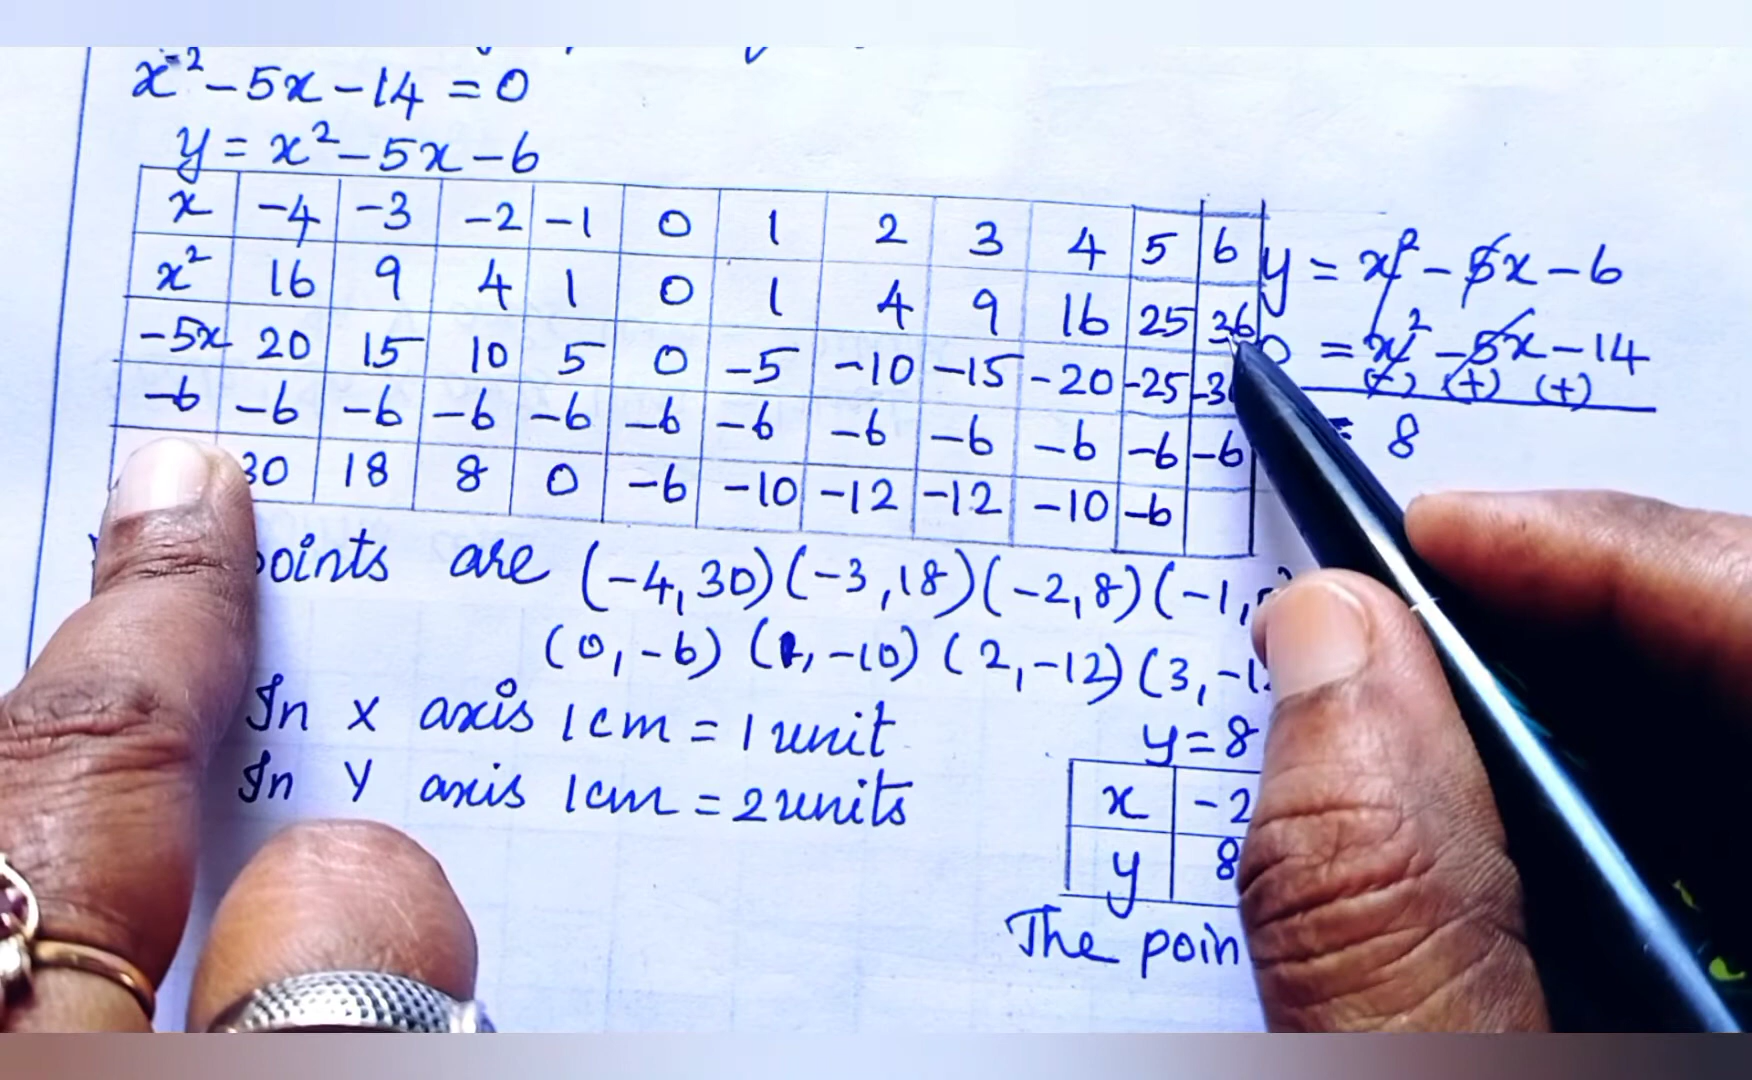 x² - 5x - 14 = 0
y = x² - 5x - 6
x -4 -3 -2 -1 0 1 2 3 4 5 6
x² 16 9 4 1 0 1 4 9 16 25 36
-5x 20 15 10 5 0 -5 -10 -15 -20 -25
-6 -6 -6 -6 -6 -6 -6 -6 -6 -6 -6 -6
30 18 8 0 -6 -10 -12 -12 -10 -6
y = x² - 5x - 6
0 = x² - 5x - 14
(-) (+) (+)
= 8
points are (-4,30) (-3,18) (-2,8) (-1,
(0,-6) (1,-10) (2,-12) (3,
In X axis 1cm = 1 unit
In Y axis 1cm = 2 units
y = 8
x -2
y 8
The